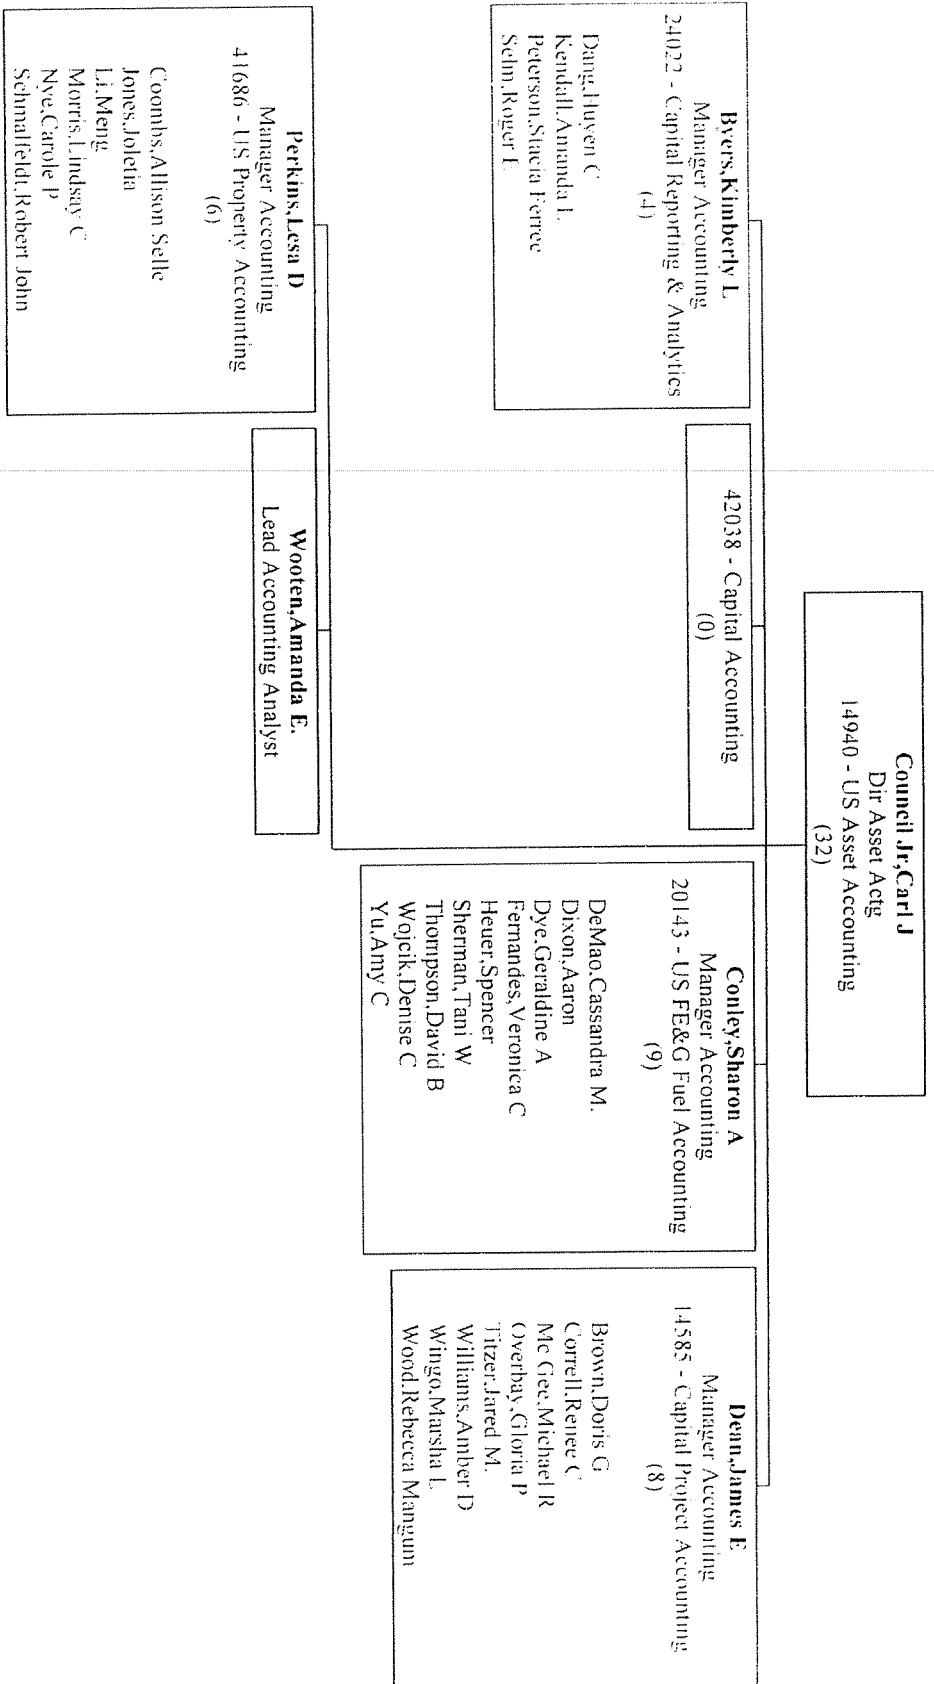 Council Jr,Carl J
Dir Asset Actg
14940 - US Asset Accounting
(32)
Byers,Kimberly L
Manager Accounting
24022 - Capital Reporting & Analytics
(4)
Dang,Huyen C
Kendall,Amanda L
Peterson,Stacia Ferree
Selm,Roger E
42038 - Capital Accounting
(0)
Conley,Sharon A
Manager Accounting
20143 - US FE&G Fuel Accounting
(9)
DeMao,Cassandra M.
Dixon,Aaron
Dye,Geraldine A
Fernandes,Veronica C
Heuer,Spencer
Sherman,Tani W
Thompson,David B
Wojcik,Denise C
Yu,Amy C
Dean,James E
Manager Accounting
14585 - Capital Project Accounting
(8)
Brown,Doris G
Correll,Renee C
Mc Gee,Michael R
Overbay,Gloria P
Titzer,Jared M.
Williams,Amber D
Wingo,Marsha L
Wood,Rebecca Mangum
Perkins,Lesa D
Manager Accounting
41686 - US Property Accounting
(6)
Coombs,Allison Selle
Jones,Joletia
Li,Meng
Morris,Lindsay C
Nye,Carole P
Schmalfeldt,Robert John
Wooten,Amanda E.
Lead Accounting Analyst